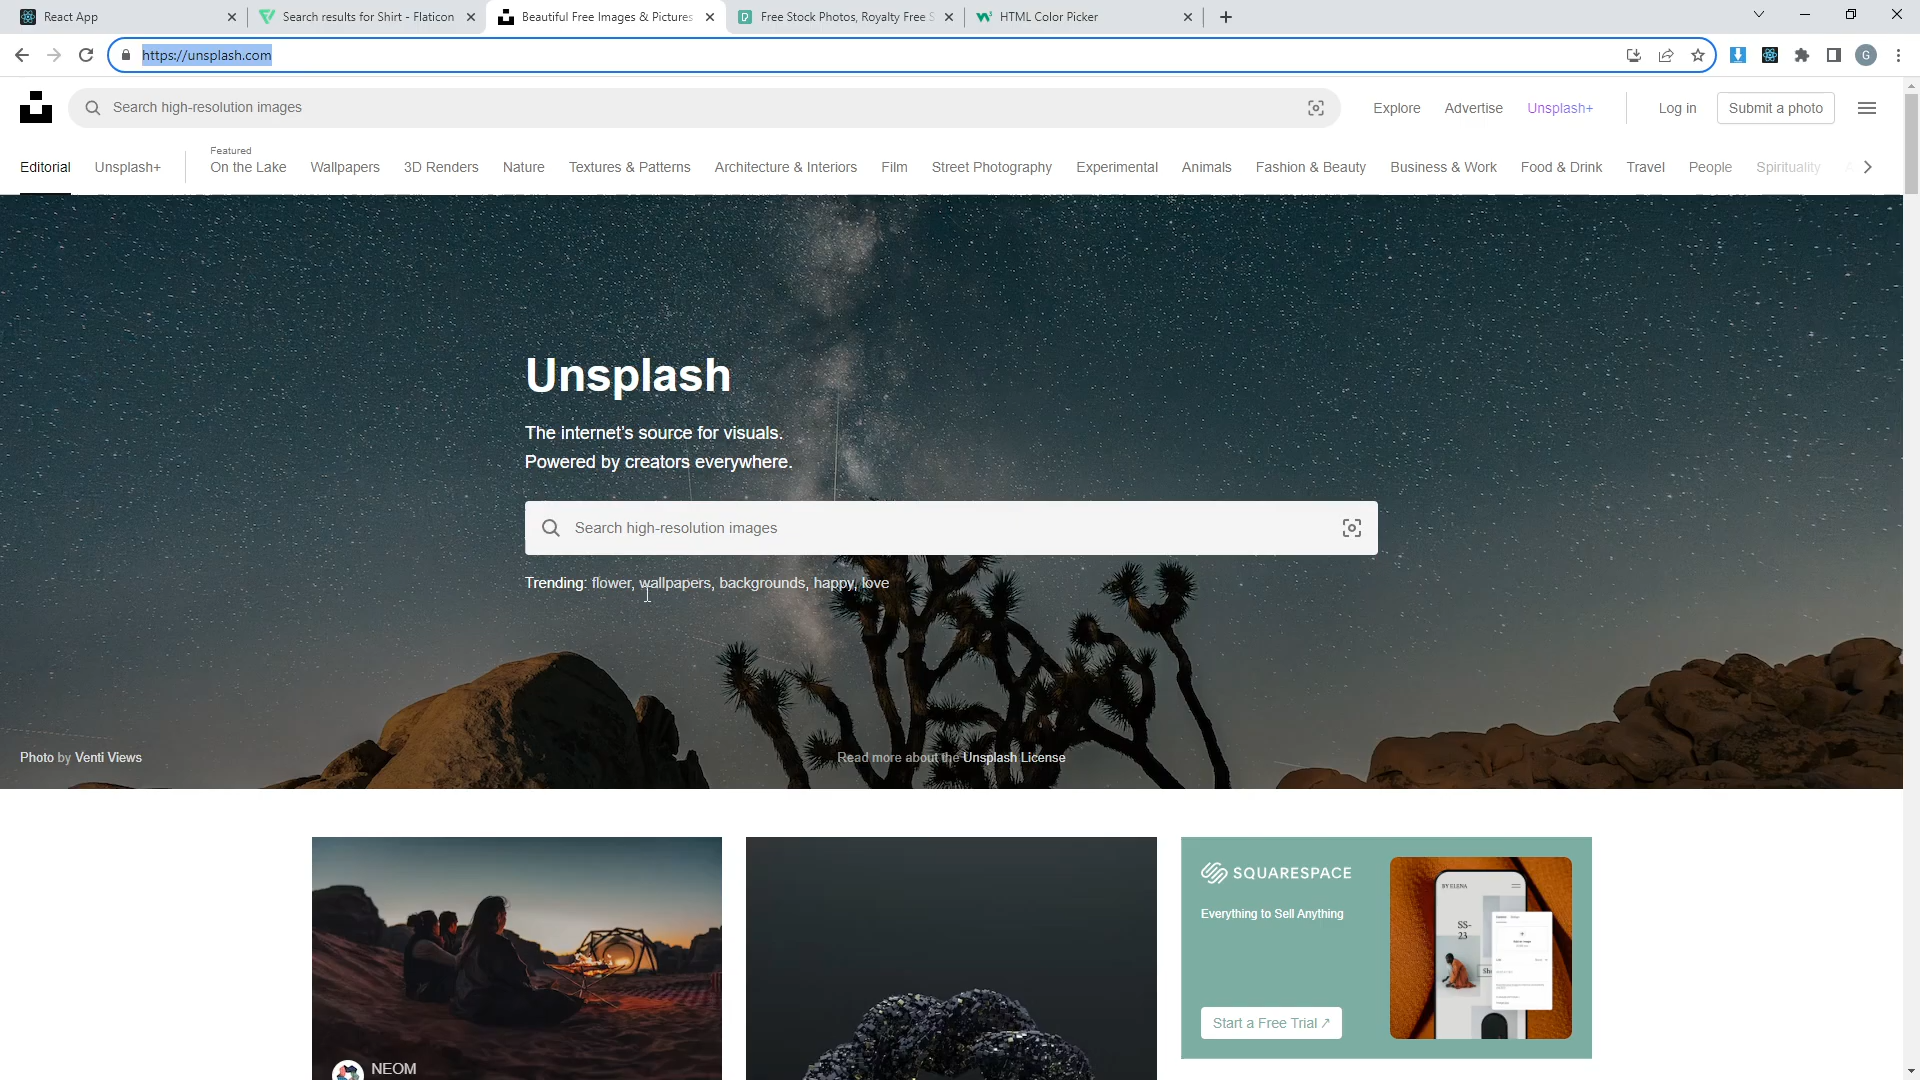 React App
Search results for Shirt - Flaticon
Beautiful Free Images & Pictures
Free Stock Photos, Royalty Free S
HTML Color Picker
https://unsplash.com
G
Search high-resolution images
Explore
Advertise
Unsplash+
Log in
Submit a photo
Editorial
Unsplash+
Featured
On the Lake
Wallpapers
3D Renders
Nature
Textures & Patterns
Architecture & Interiors
Film
Street Photography
Experimental
Animals
Fashion & Beauty
Business & Work
Food & Drink
Travel
People
Spirituality
Unsplash
The internet's source for visuals.
Powered by creators everywhere.
Search high-resolution images
Trending: flower, wallpapers, backgrounds, happy, love
Photo by Venti Views
Read more about the Unsplash License
NEOM
SQUARESPACE
Everything to Sell Anything
Start a Free Trial ↗
BY ELENA
SS-
23